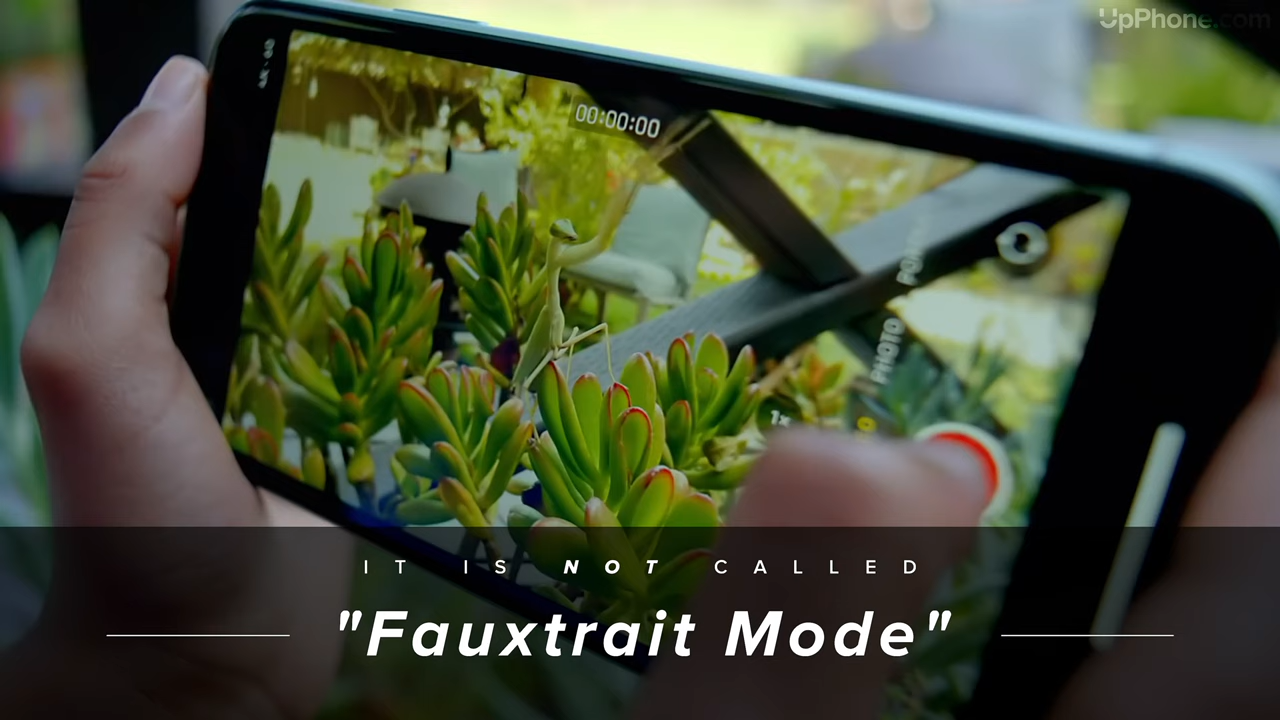 UpPhone.com
00:00:00
PHOTO
1x
IT IS NOT CALLED
"Fauxtrait Mode"